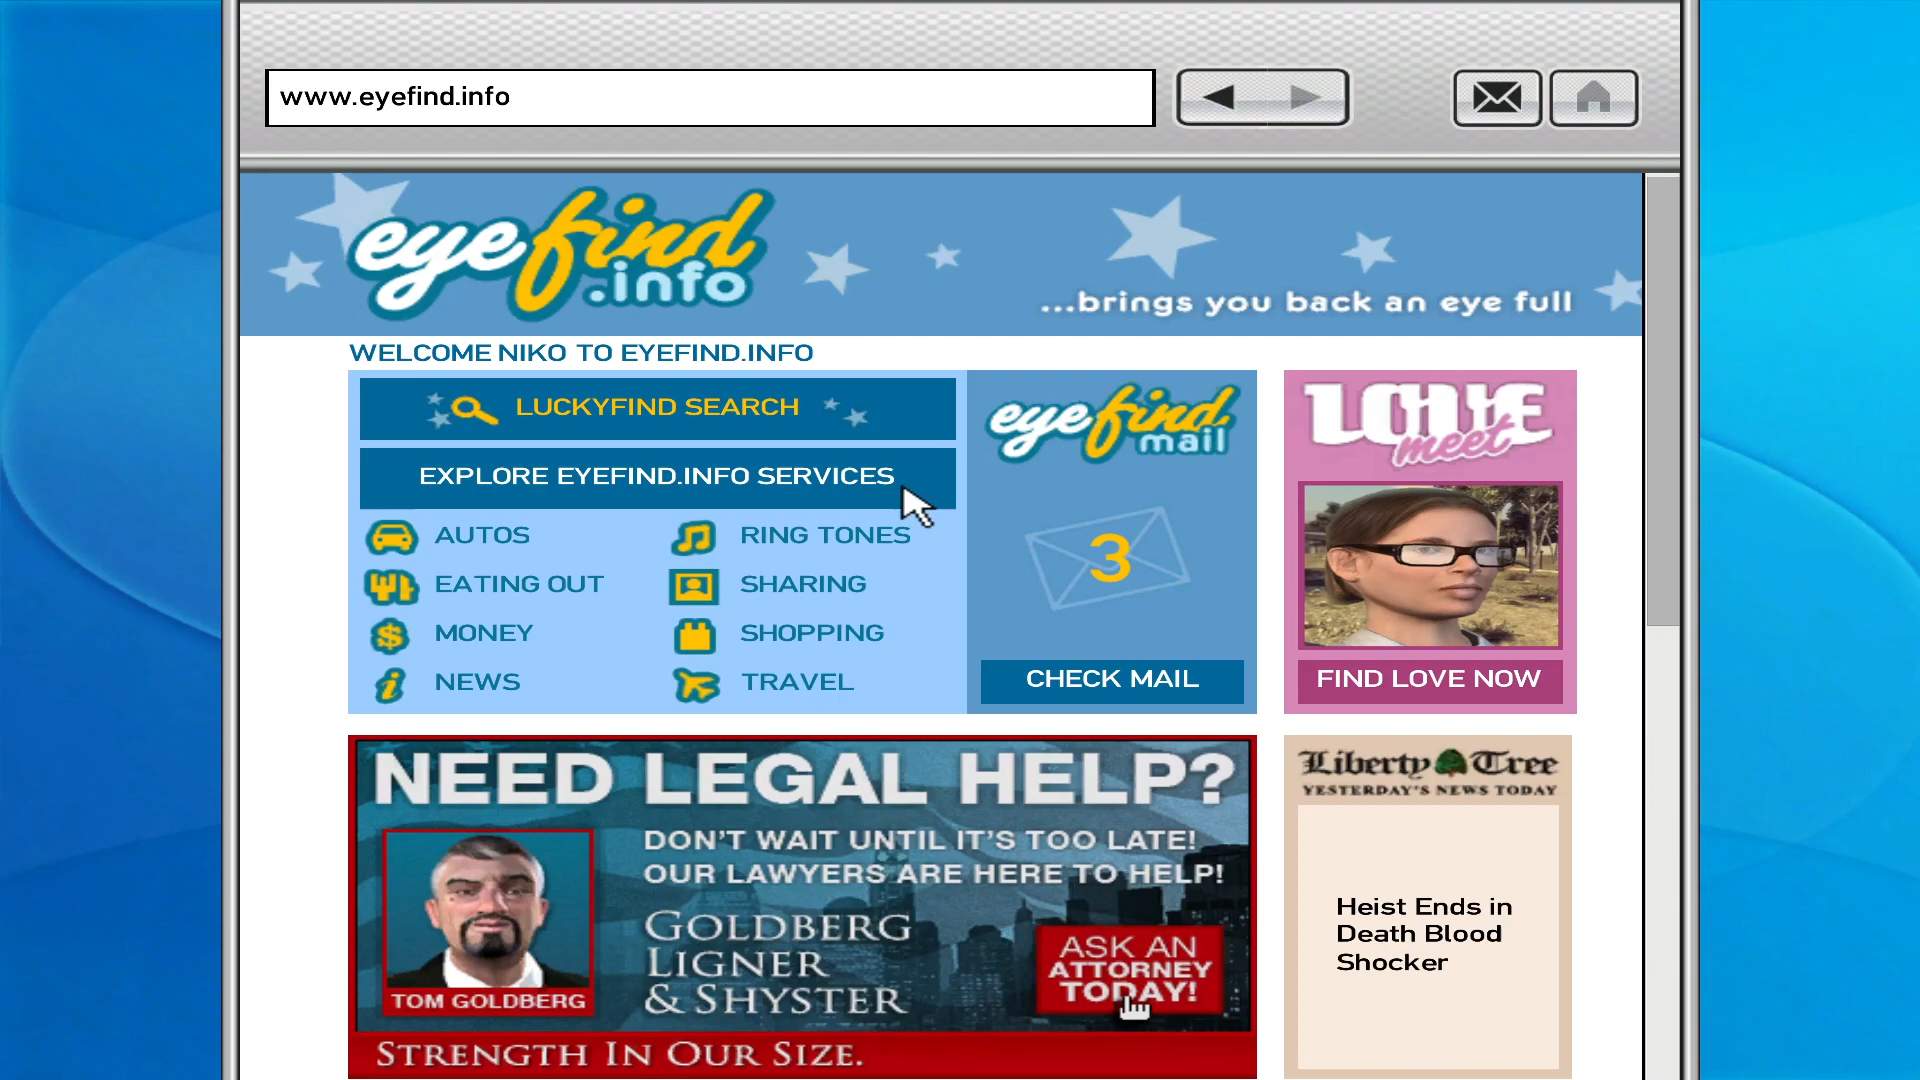 www.eyefind.info
eyefind
.info
...brings you back an eye full
WELCOME NIKO TO EYEFIND.INFO
LUCKYFIND SEARCH
EXPLORE EYEFIND.INFO SERVICES
AUTOS
RING TONES
EATING OUT
SHARING
MONEY
SHOPPING
NEWS
TRAVEL
eyefind
mail
3
CHECK MAIL
LOVE
meet
FIND LOVE NOW
NEED LEGAL HELP?
DON'T WAIT UNTIL IT'S TOO LATE!
OUR LAWYERS ARE HERE TO HELP!
GOLDBERG
LIGNER
& SHYSTER
TOM GOLDBERG
ASK AN
ATTORNEY
TODAY!
STRENGTH IN OUR SIZE.
Liberty Tree
YESTERDAY'S NEWS TODAY
Heist Ends in
Death Blood
Shocker